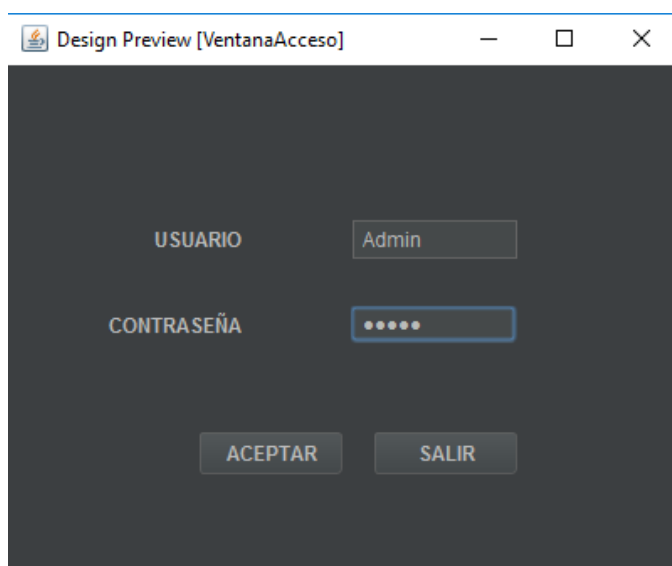 Design Preview [VentanaAcceso]
USUARIO Admin
CONTRASEÑA •••••
ACEPTAR SALIR